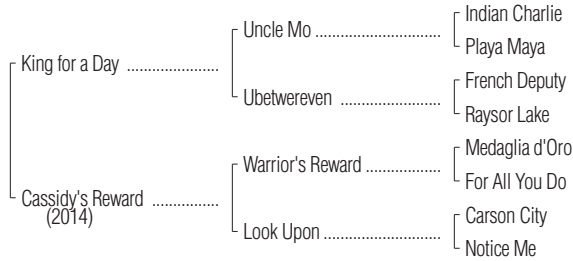 Indian Charlie
Uncle Mo ..............................
Playa Maya
King for a Day ......................
French Deputy
Ubetwereven ........................
Raysor Lake
Medaglia d'Oro
Warrior's Reward ..................
For All You Do
Cassidy's Reward ................
(2014)
Carson City
Look Upon ............................
Notice Me